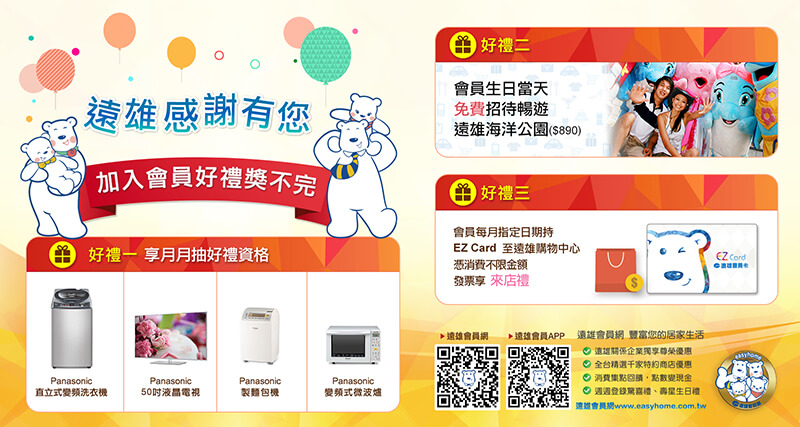 遠雄感謝有您
加入會員好禮獎不完
好禮一 享月月抽好禮資格
Panasonic
直立式變頻洗衣機
Panasonic
50吋液晶電視
Panasonic
製麵包機
Panasonic
變頻式微波爐
好禮二
會員生日當天
免費招待暢遊
遠雄海洋公園($890)
好禮三
會員每月指定日期持
EZ Card 至遠雄購物中心
憑消費不限金額
發票享 來店禮
$
EZ Card
遠雄會員卡
遠雄會員網
遠雄會員APP
遠雄會員網 豐富您的居家生活
遠雄關係企業獨享尊榮優惠
全台精選千家特約商店優惠
消費集點回饋，點數變現金
週週登錄驚喜禮、壽星生日禮
遠雄會員網www.easyhome.com.tw
easyhome